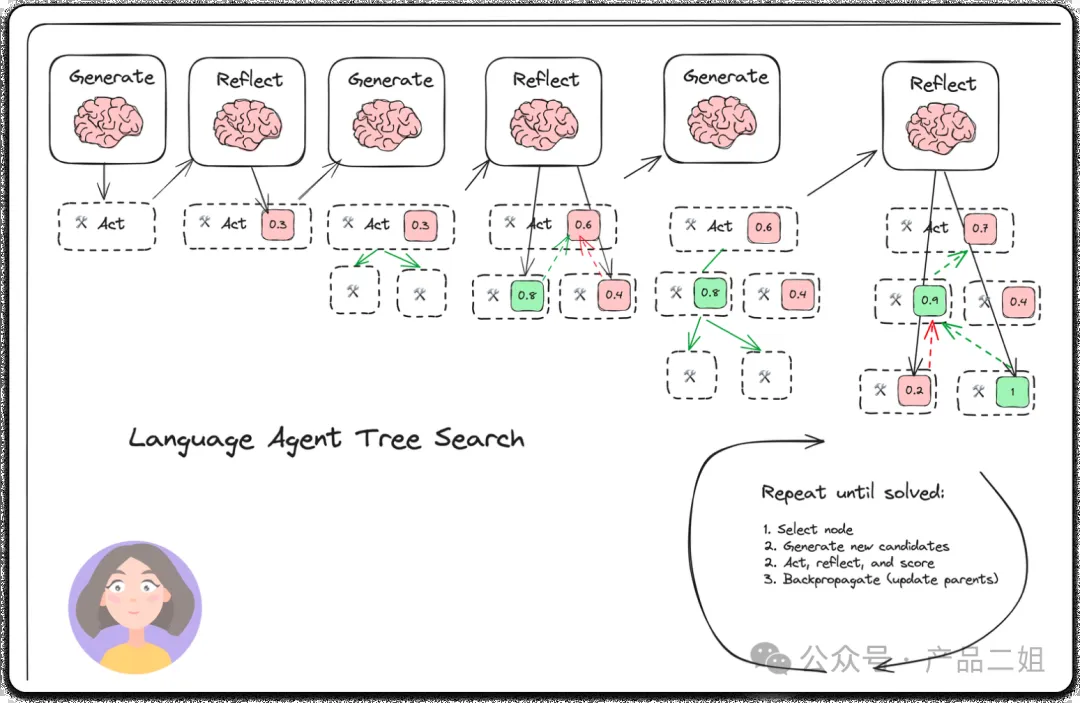 Generate
Reflect
Generate
Reflect
Generate
Reflect
Act
Act 0.3
Act 0.3
Act 0.6
Act 0.6
Act 0.7
0.8
0.4
0.8
0.4
0.9
0.4
0.2
1
Language Agent Tree Search
Repeat until solved:
1. Select node
2. Generate new candidates
2. Act, reflect, and score
3. Backpropagate (update parents)
公众号 · 产品二姐